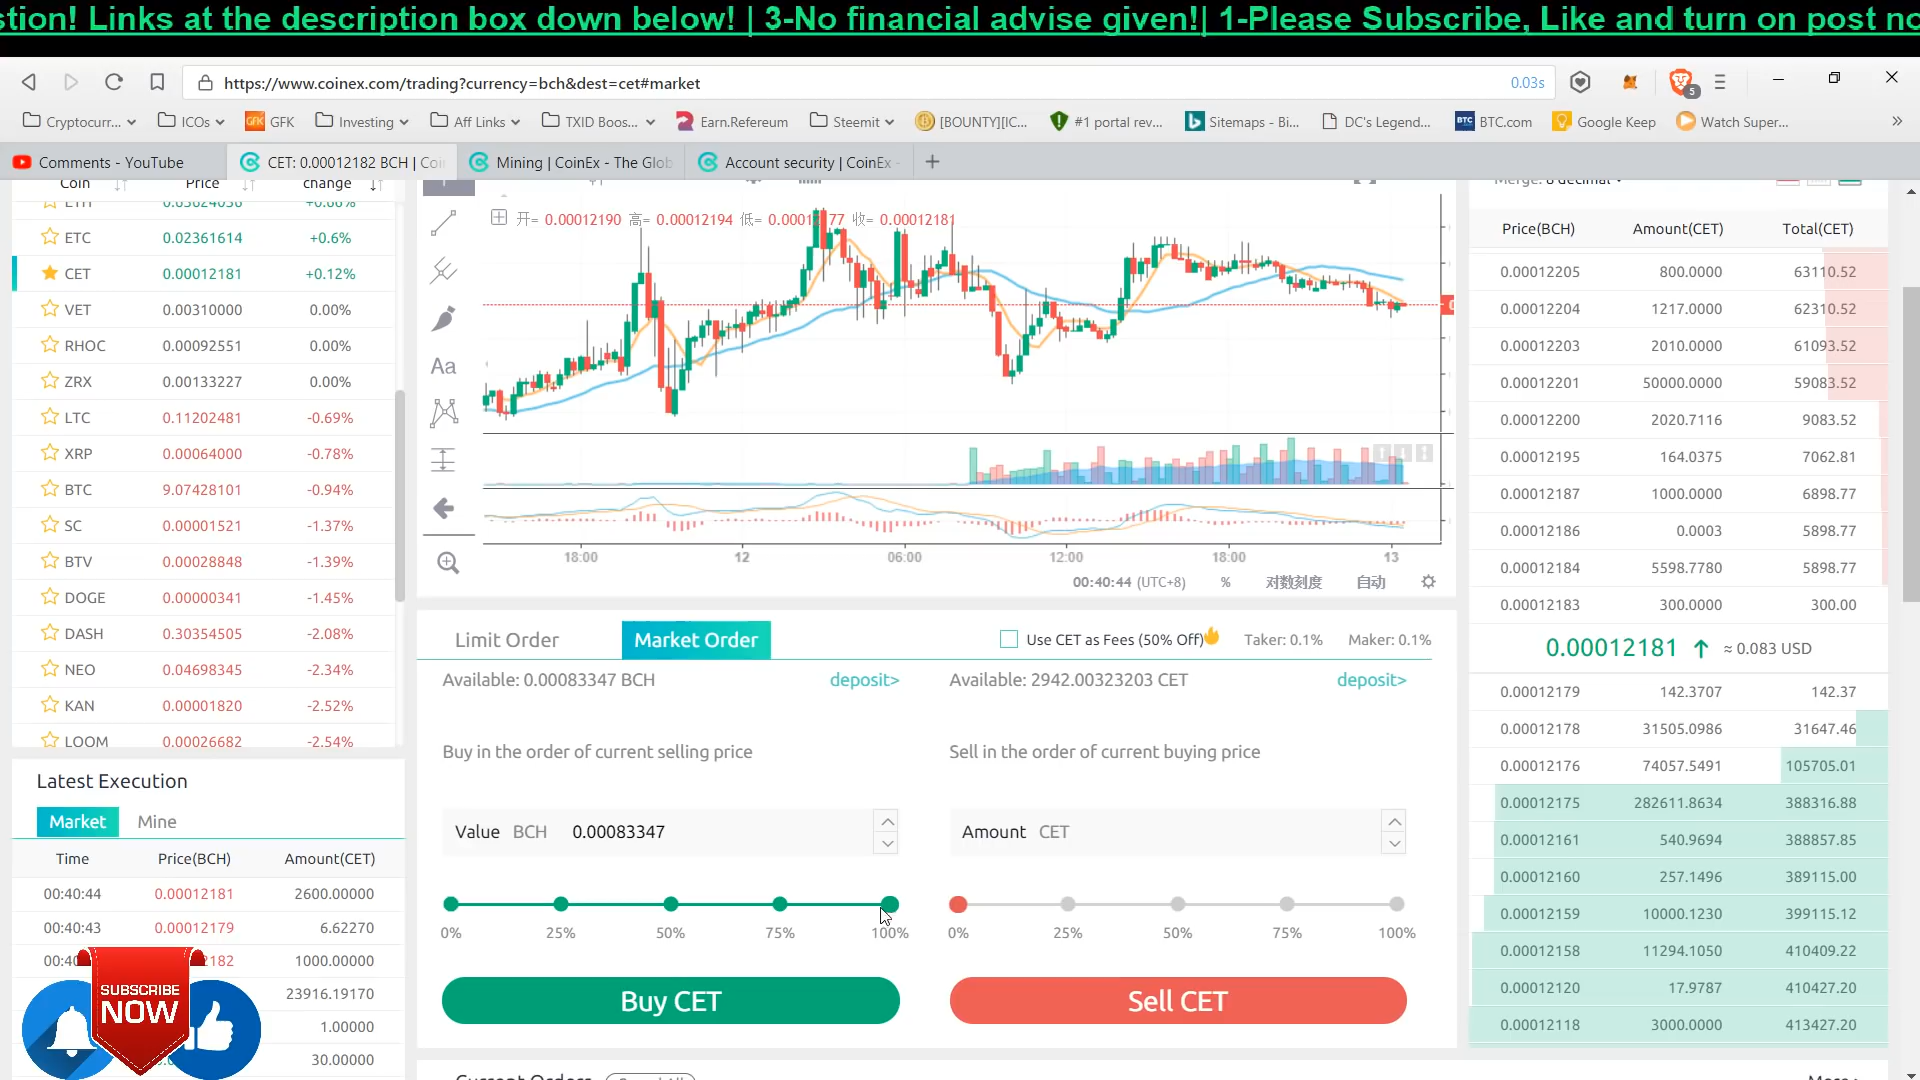 stion! Links at the description box down below! | 3-No financial advise given!| 1-Please Subscribe, Like and turn on post no
https://www.coinex.com/trading?currency=bch&dest=cet#market
0.03s
5
Cryptocurr...
ICOs
GFK
GFK
Investing
Aff Links
TXID Boos...
Earn.Refereum
Steemit
[BOUNTY][IC...
#1 portal rev...
Sitemaps - Bi...
DC's Legend...
BTC.com
Google Keep
Watch Super...
Comments - YouTube
CET: 0.00012182 BCH | Coi
Mining | CoinEx - The Glob
Account security | CoinEx -
Coin Price change
ETH 0.63624036 +0.66%
ETC 0.02361614 +0.6%
CET 0.00012181 +0.12%
VET 0.00310000 0.00%
RHOC 0.00092551 0.00%
ZRX 0.00133227 0.00%
LTC 0.11202481 -0.69%
XRP 0.00064000 -0.78%
BTC 9.07428101 -0.94%
SC 0.00001521 -1.37%
BTV 0.00028848 -1.39%
DOGE 0.00000341 -1.45%
DASH 0.30354505 -2.08%
NEO 0.04698345 -2.34%
KAN 0.00001820 -2.52%
LOOM 0.00026682 -2.54%
Latest Execution
Market Mine
Time Price(BCH) Amount(CET)
00:40:44 0.00012181 2600.00000
00:40:43 0.00012179 6.62270
00:40 2182 1000.00000
23916.19170
1.00000
30.00000
SUBSCRIBE
NOW
Aa
开= 0.00012190 高= 0.00012194 低= 0.00012177 收= 0.00012181
18:00 12 06:00 12:00 18:00 13
00:40:44 (UTC+8) % 对数刻度 自动
Limit Order Market Order
Use CET as Fees (50% Off) Taker: 0.1% Maker: 0.1%
Available: 0.00083347 BCH deposit>
Available: 2942.00323203 CET deposit>
Buy in the order of current selling price
Sell in the order of current buying price
Value BCH 0.00083347
Amount CET
0% 25% 50% 75% 100%
0% 25% 50% 75% 100%
Buy CET
Sell CET
Current Orders
Merge: 8 decimal
Price(BCH) Amount(CET) Total(CET)
0.00012205 800.0000 63110.52
0.00012204 1217.0000 62310.52
0.00012203 2010.0000 61093.52
0.00012201 50000.0000 59083.52
0.00012200 2020.7116 9083.52
0.00012195 164.0375 7062.81
0.00012187 1000.0000 6898.77
0.00012186 0.0003 5898.77
0.00012184 5598.7780 5898.77
0.00012183 300.0000 300.00
0.00012181 ≈ 0.083 USD
0.00012179 142.3707 142.37
0.00012178 31505.0986 31647.46
0.00012176 74057.5491 105705.01
0.00012175 282611.8634 388316.88
0.00012161 540.9694 388857.85
0.00012160 257.1496 389115.00
0.00012159 10000.1230 399115.12
0.00012158 11294.1050 410409.22
0.00012120 17.9787 410427.20
0.00012118 3000.0000 413427.20